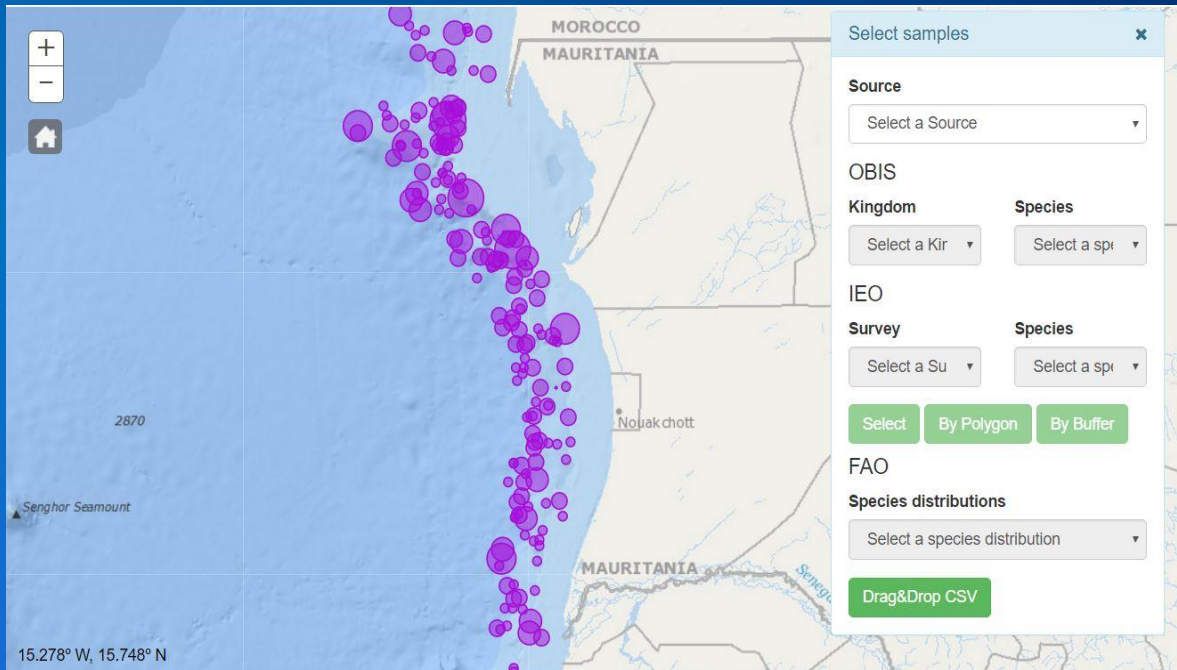 +
−
MOROCCO
MAURITANIA
2870
Nouakchott
Senghor Seamount
MAURITANIA
15.278° W, 15.748° N
Select samples ×
Source
Select a Source
OBIS
Kingdom Species
Select a Kir Select a spe
IEO
Survey Species
Select a Su Select a spe
Select By Polygon By Buffer
FAO
Species distributions
Select a species distribution
Drag&Drop CSV